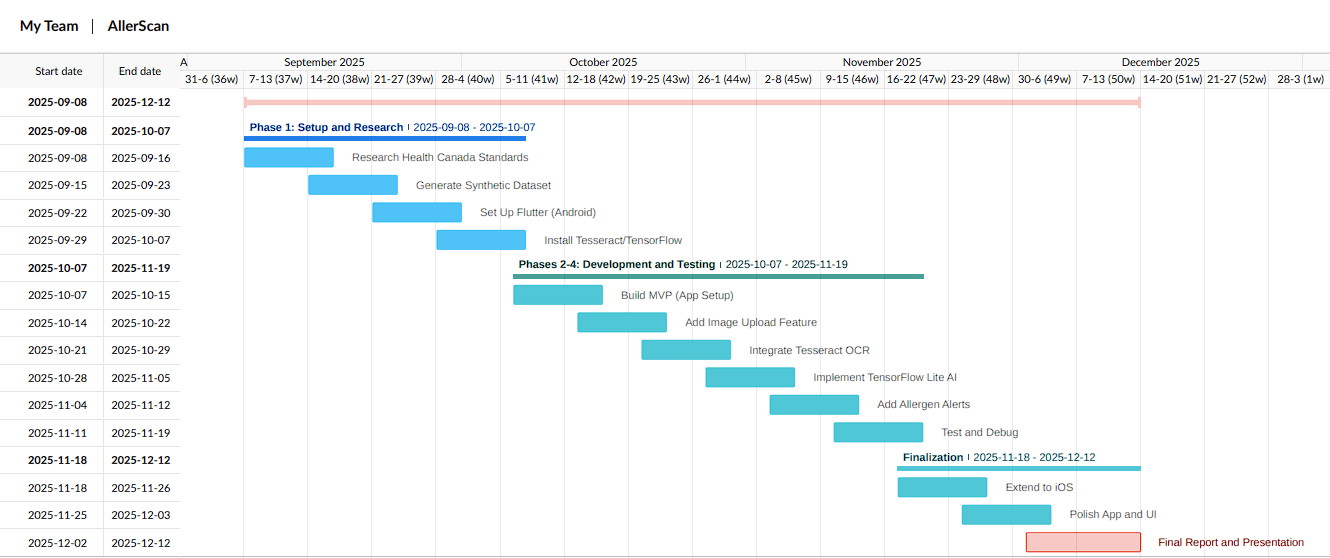 My Team | AllerScan
A September 2025 October 2025 November 2025 December 2025
Start date End date 31-6 (36w) 7-13 (37w) 14-20 (38w) 21-27 (39w) 28-4 (40w) 5-11 (41w) 12-18 (42w) 19-25 (43w) 26-1 (44w) 2-8 (45w) 9-15 (46w) 16-22 (47w) 23-29 (48w) 30-6 (49w) 7-13 (50w) 14-20 (51w) 21-27 (52w) 28-3 (1w)
2025-09-08 2025-12-12
2025-09-08 2025-10-07 Phase 1: Setup and Research | 2025-09-08 - 2025-10-07
2025-09-08 2025-09-16 Research Health Canada Standards
2025-09-15 2025-09-23 Generate Synthetic Dataset
2025-09-22 2025-09-30 Set Up Flutter (Android)
2025-09-29 2025-10-07 Install Tesseract/TensorFlow
2025-10-07 2025-11-19 Phases 2-4: Development and Testing | 2025-10-07 - 2025-11-19
2025-10-07 2025-10-15 Build MVP (App Setup)
2025-10-14 2025-10-22 Add Image Upload Feature
2025-10-21 2025-10-29 Integrate Tesseract OCR
2025-10-28 2025-11-05 Implement TensorFlow Lite AI
2025-11-04 2025-11-12 Add Allergen Alerts
2025-11-11 2025-11-19 Test and Debug
2025-11-18 2025-12-12 Finalization | 2025-11-18 - 2025-12-12
2025-11-18 2025-11-26 Extend to iOS
2025-11-25 2025-12-03 Polish App and UI
2025-12-02 2025-12-12 Final Report and Presentation